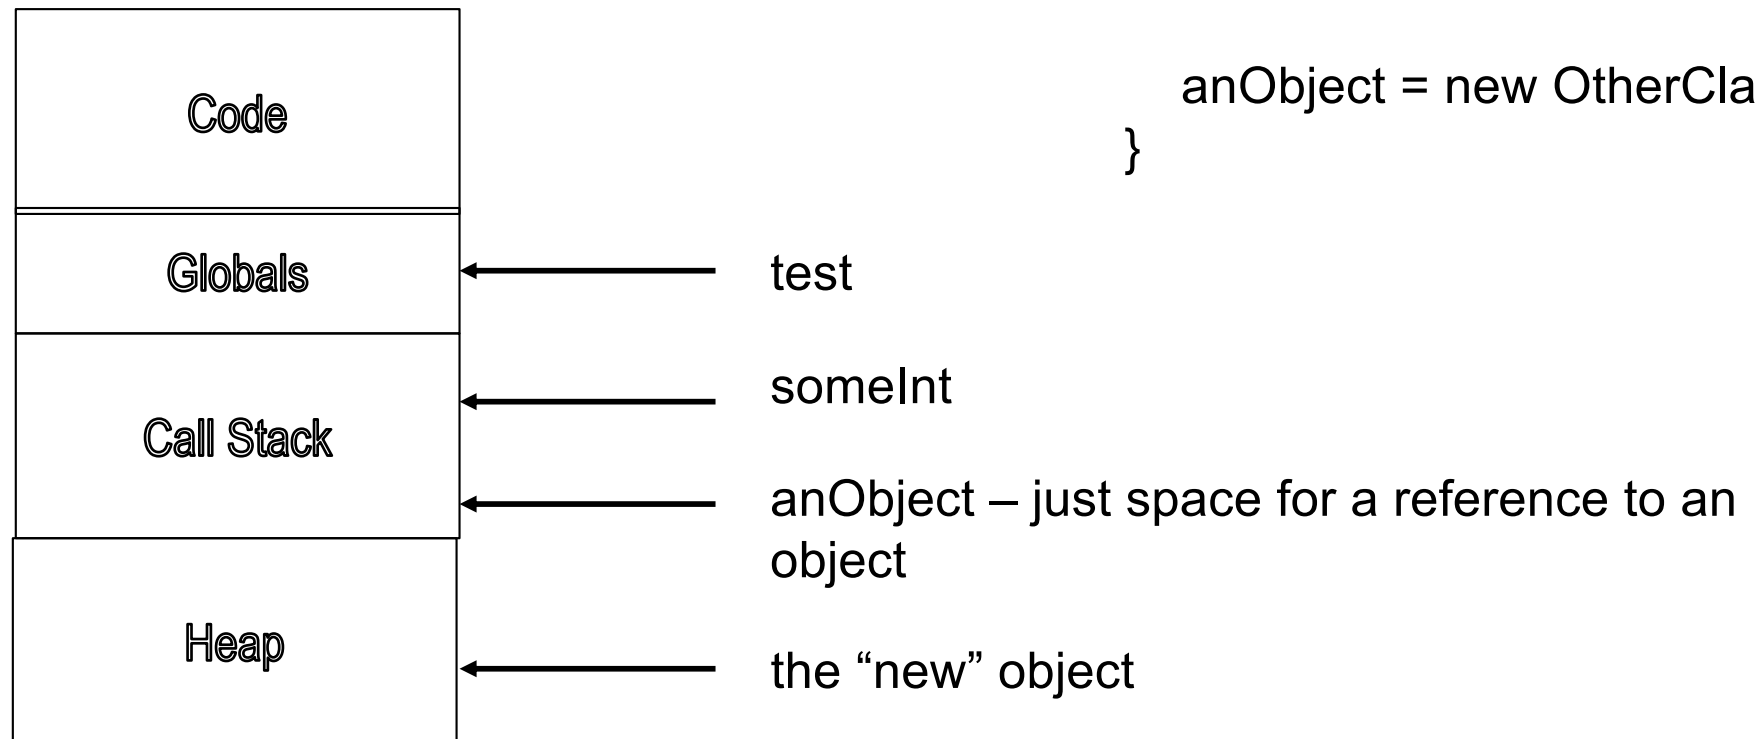 Code
anObject = new OtherCla
}
Globals
test
someInt
Call Stack
anObject – just space for a reference to an
object
Heap
the “new” object